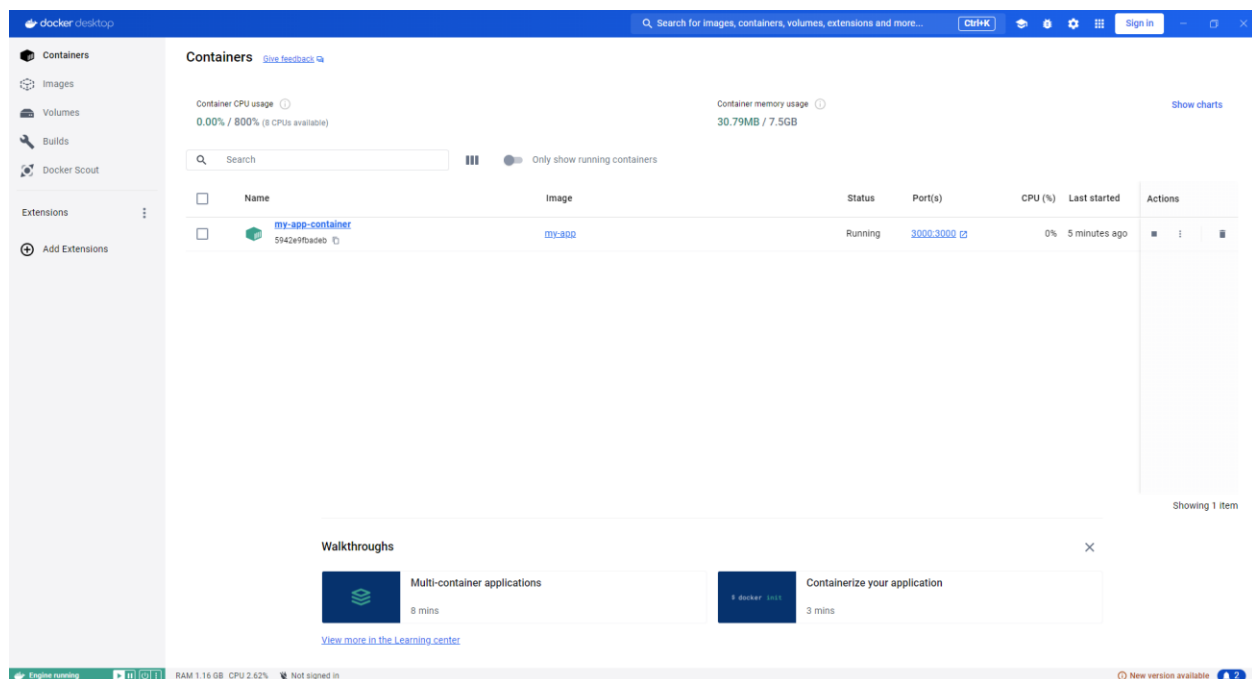 docker desktop
Search for images, containers, volumes, extensions and more...
Ctrl+K
Sign in
Containers
Images
Volumes
Builds
Docker Scout
Extensions
Add Extensions
Containers Give feedback
Container CPU usage
0.00% / 800% (8 CPUs available)
Container memory usage
30.79MB / 7.5GB
Show charts
Search
Only show running containers
Name Image Status Port(s) CPU (%) Last started Actions
my-app-container
5942e9fbadeb
my-app Running 3000:3000 0% 5 minutes ago
Showing 1 item
Walkthroughs
Multi-container applications
8 mins
$ docker init
Containerize your application
3 mins
View more in the Learning center
Engine running
RAM 1.16 GB CPU 2.62% Not signed in
New version available
2